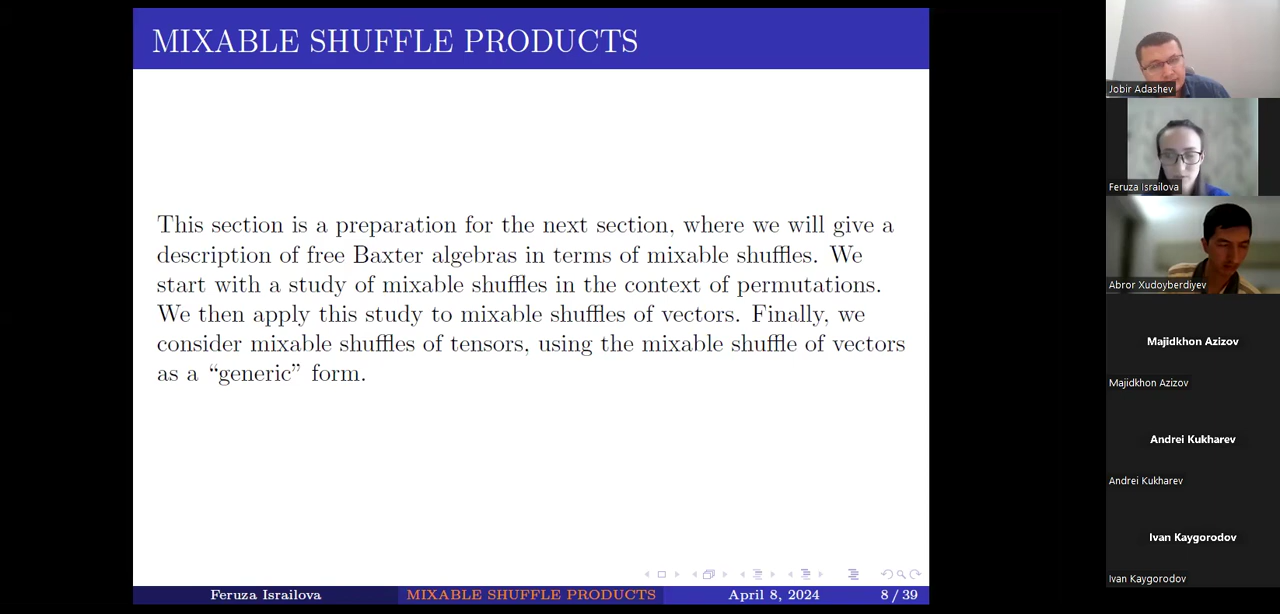 MIXABLE SHUFFLE PRODUCTS
This section is a preparation for the next section, where we will give a
description of free Baxter algebras in terms of mixable shuffles. We
start with a study of mixable shuffles in the context of permutations.
We then apply this study to mixable shuffles of vectors. Finally, we
consider mixable shuffles of tensors, using the mixable shuffle of vectors
as a “generic” form.
Feruza Israilova MIXABLE SHUFFLE PRODUCTS April 8, 2024 8 / 39
Jobir Adashev
Feruza Israilova
Abror Xudoyberdiyev
Majidkhon Azizov
Majidkhon Azizov
Andrei Kukharev
Andrei Kukharev
Ivan Kaygorodov
Ivan Kaygorodov